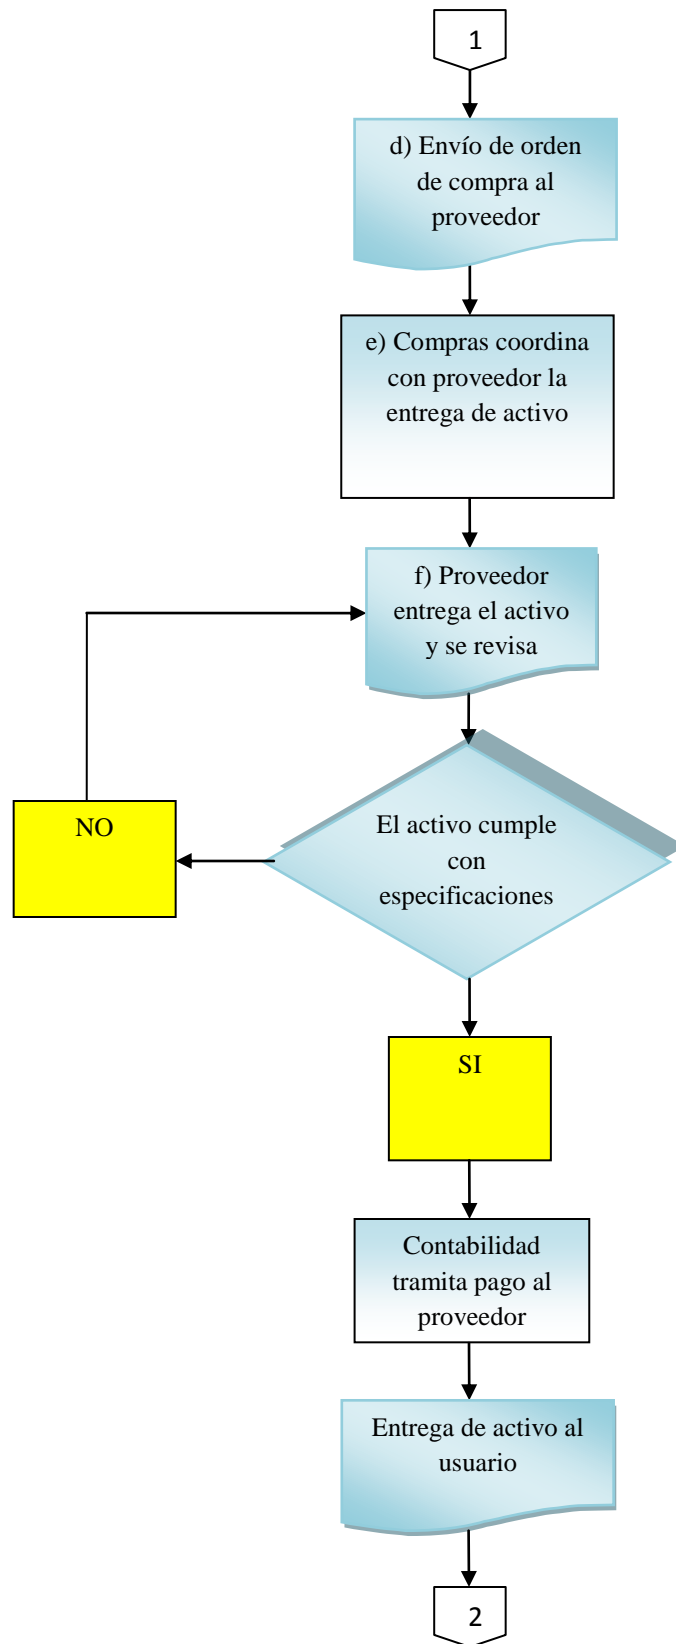 1
d) Envío de orden
de compra al
proveedor
e) Compras coordina
con proveedor la
entrega de activo
f) Proveedor
entrega el activo
y se revisa
El activo cumple
con
especificaciones
NO
SI
Contabilidad
tramita pago al
proveedor
Entrega de activo al
usuario
2